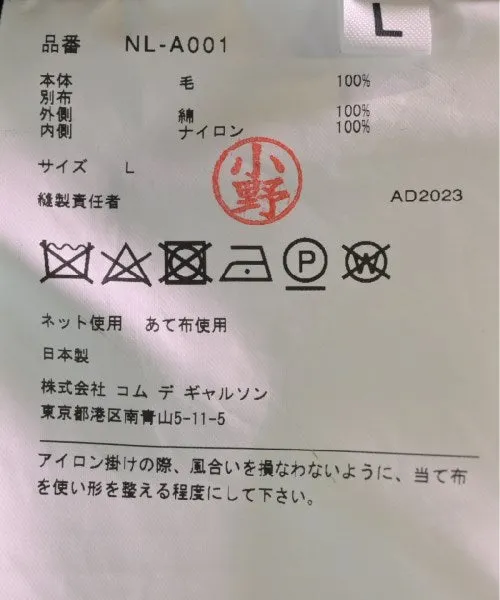 L
品番 NL-A001
本体 毛 100%
別布
外側 綿 100%
内側 ナイロン 100%
サイズ L
小野
縫製責任者 AD2023
P W
ネット使用 あて布使用
日本製
株式会社 コム デ ギャルソン
東京都港区南青山5-11-5
アイロン掛けの際、風合いを損なわないように、当て布
を使い形を整える程度にして下さい。